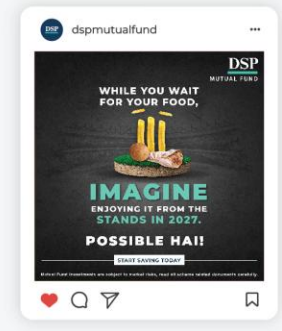 DSP
dspmutualfund
DSP
MUTUAL FUND
WHILE YOU WAIT
FOR YOUR FOOD,
IMAGINE
ENJOYING IT FROM THE
STANDS IN 2027.
POSSIBLE HAI!
START SAVING TODAY
Mutual Fund investments are subject to market risks, read all scheme related documents carefully.